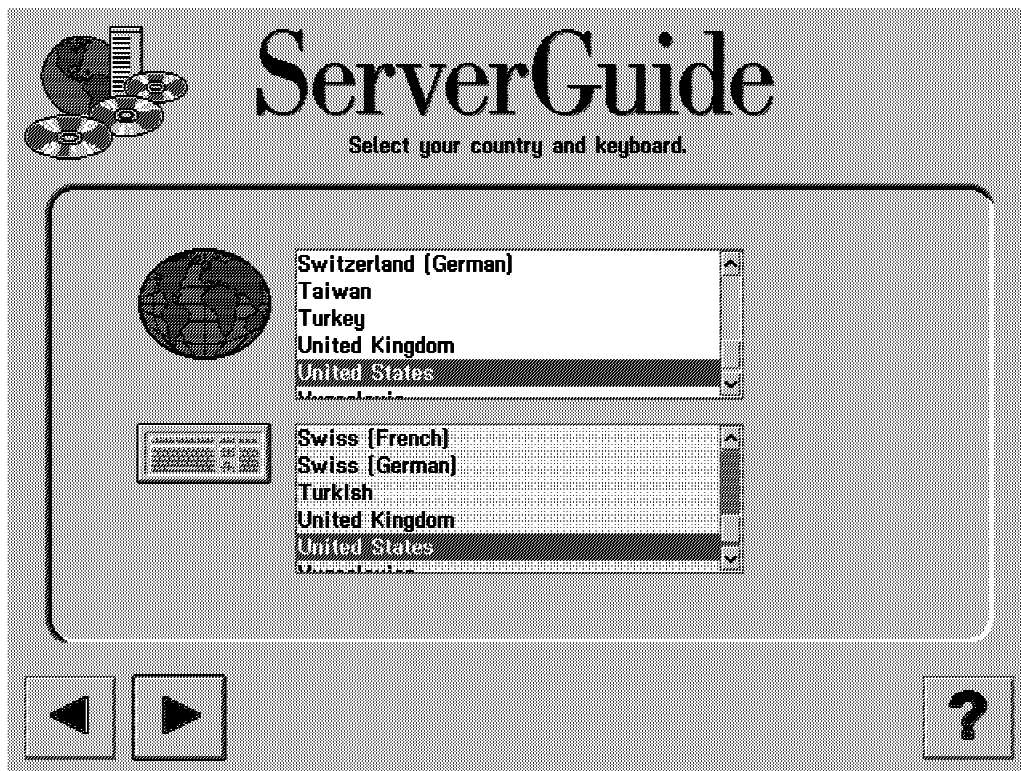 ServerGuide
Select your country and keyboard.
Switzerland (German)
Taiwan
Turkey
United Kingdom
United States
Swiss (French)
Swiss (German)
Turkish
United Kingdom
United States
?